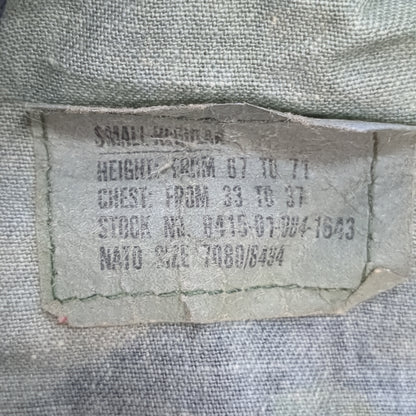 SMALL-REGULAR
HEIGHT: FROM 67 TO 71
CHEST: FROM 33 TO 37
STOCK NO. 8415-01-084-1643
NATO SIZE 7080/8494